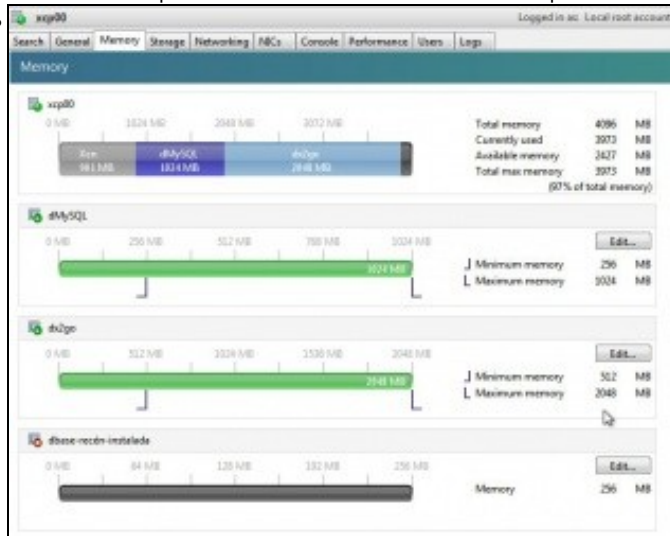 xcp00
Logged in as: Local root account
Search General Memory Storage Networking NICs Console Performance Users Logs
Memory
xcp00
0 MB 1024 MB 2048 MB 3072 MB
Xen dMySQL dx2go
901 MB 1024 MB 2048 MB
Total memory 4096 MB
Currently used 3973 MB
Available memory 2427 MB
Total max memory 3973 MB
(97% of total memory)
dMySQL
0 MB 256 MB 512 MB 768 MB 1024 MB
1024 MB
Edit...
Minimum memory 256 MB
Maximum memory 1024 MB
dx2go
0 MB 512 MB 1024 MB 1536 MB 2048 MB
2048 MB
Edit...
Minimum memory 512 MB
Maximum memory 2048 MB
dbase-recén-instalada
0 MB 64 MB 128 MB 192 MB 256 MB
Edit...
Memory 256 MB